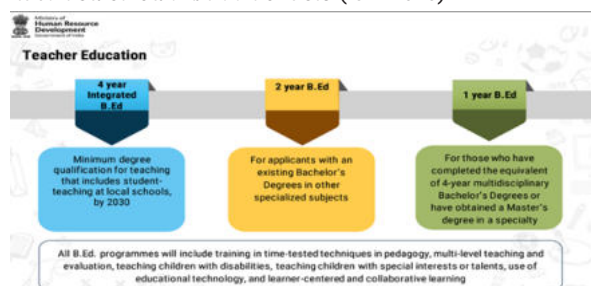 Ministry of
Human Resource
Development
Government of India
Teacher Education
4 year
Integrated
B.Ed
2 year B.Ed
1 year B.Ed
Minimum degree
qualification for teaching
that includes student-
teaching at local schools,
by 2030
For applicants with an
existing Bachelor's
Degrees in other
specialized subjects
For those who have
completed the equivalent
of 4-year multidisciplinary
Bachelor's Degrees or
have obtained a Master's
degree in a specialty
All B.Ed. programmes will include training in time-tested techniques in pedagogy, multi-level teaching and
evaluation, teaching children with disabilities, teaching children with special interests or talents, use of
educational technology, and learner-centered and collaborative learning